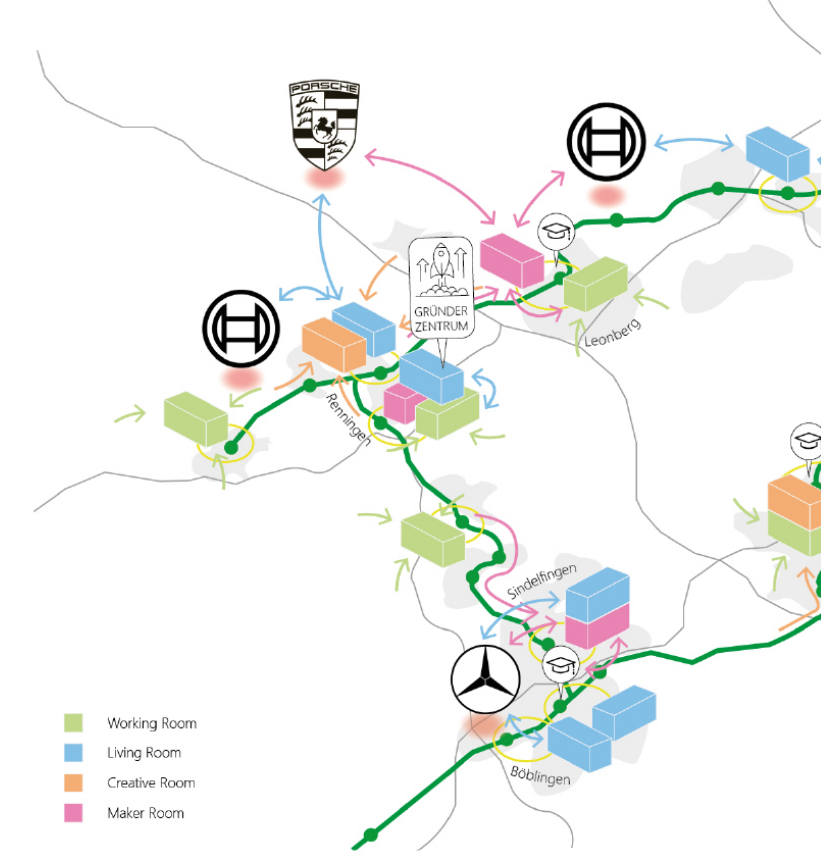 PORSCHE
GRÜNDER
ZENTRUM
Leonberg
Renningen
Sindelfingen
Böblingen
Working Room
Living Room
Creative Room
Maker Room